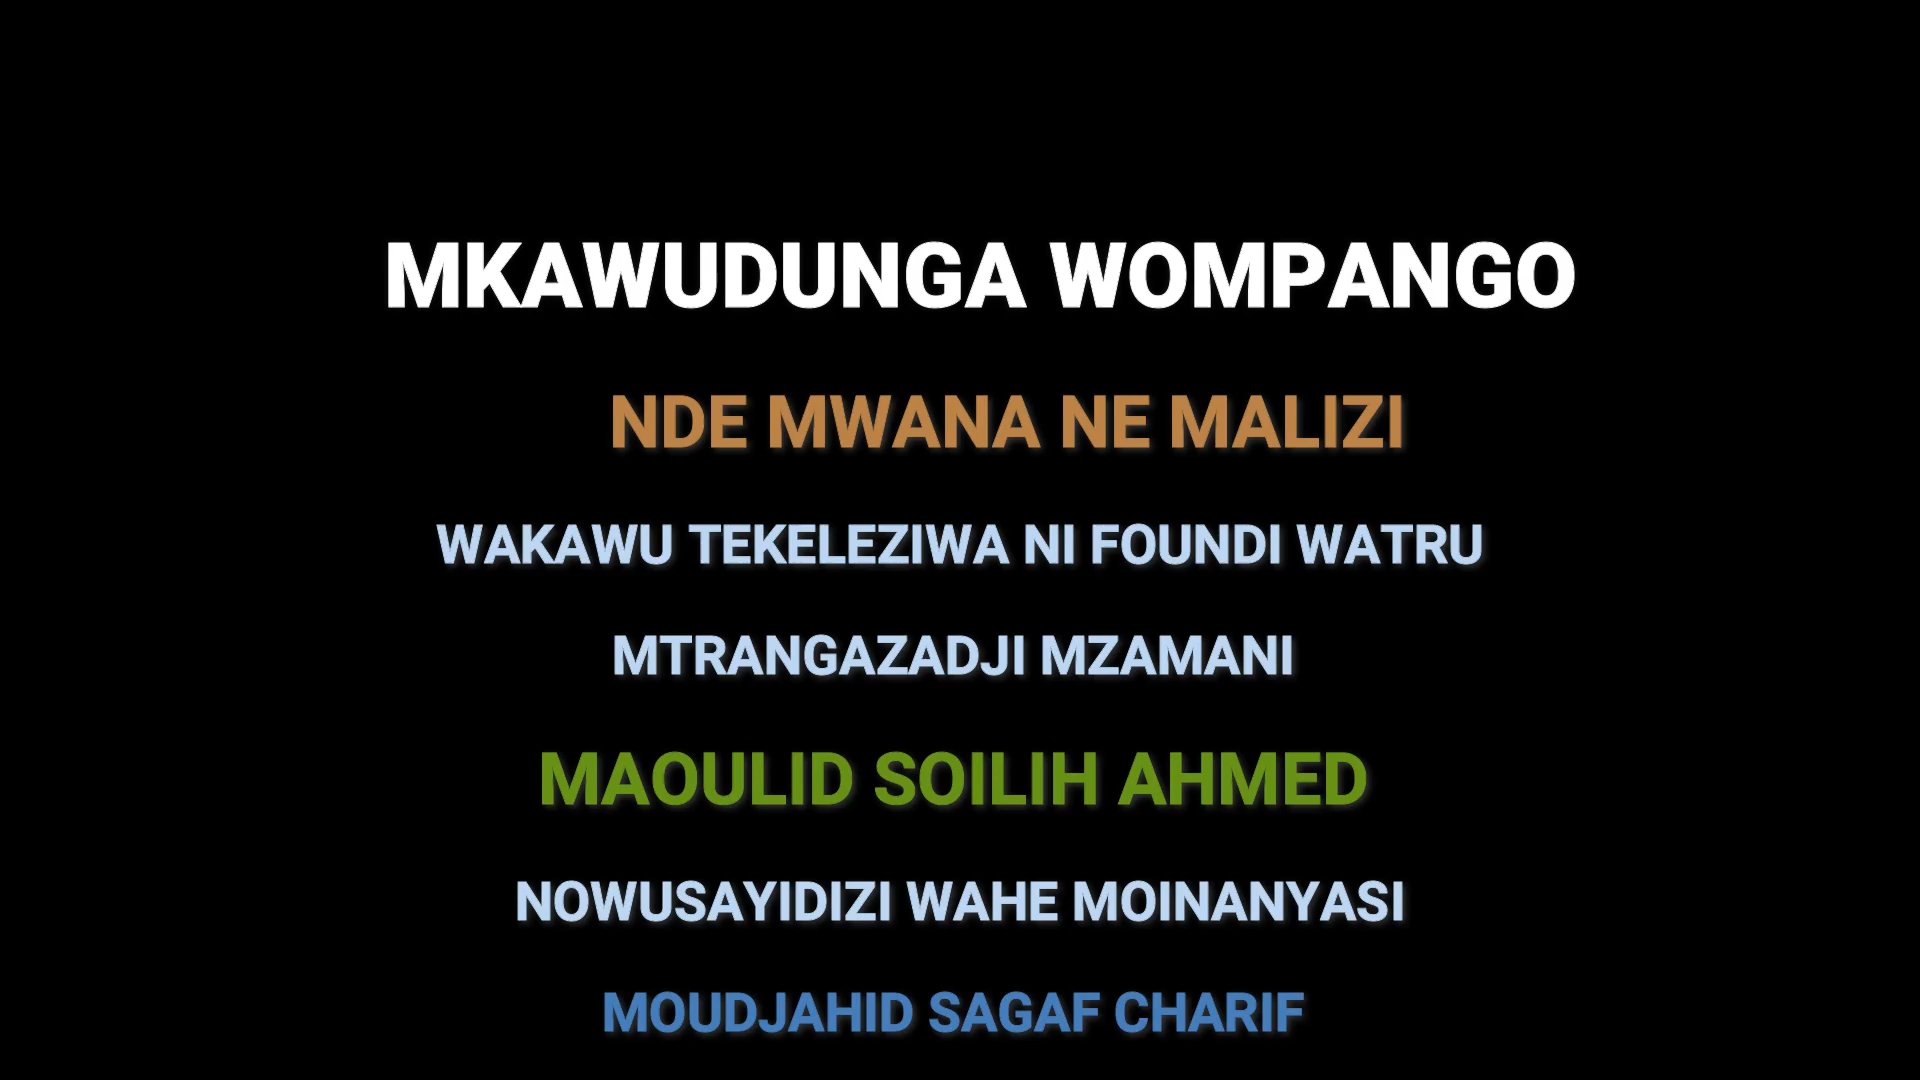 MKAWUDUNGA WOMPANGO
NDE MWANA NE MALIZI
WAKAWU TEKELEZIWA NI FOUNDI WATRU
MTRANGAZADJI MZAMANI
MAOULID SOILIH AHMED
NOWUSAYIDIZI WAHE MOINANYASI
MOUDJAHID SAGAF CHARIF